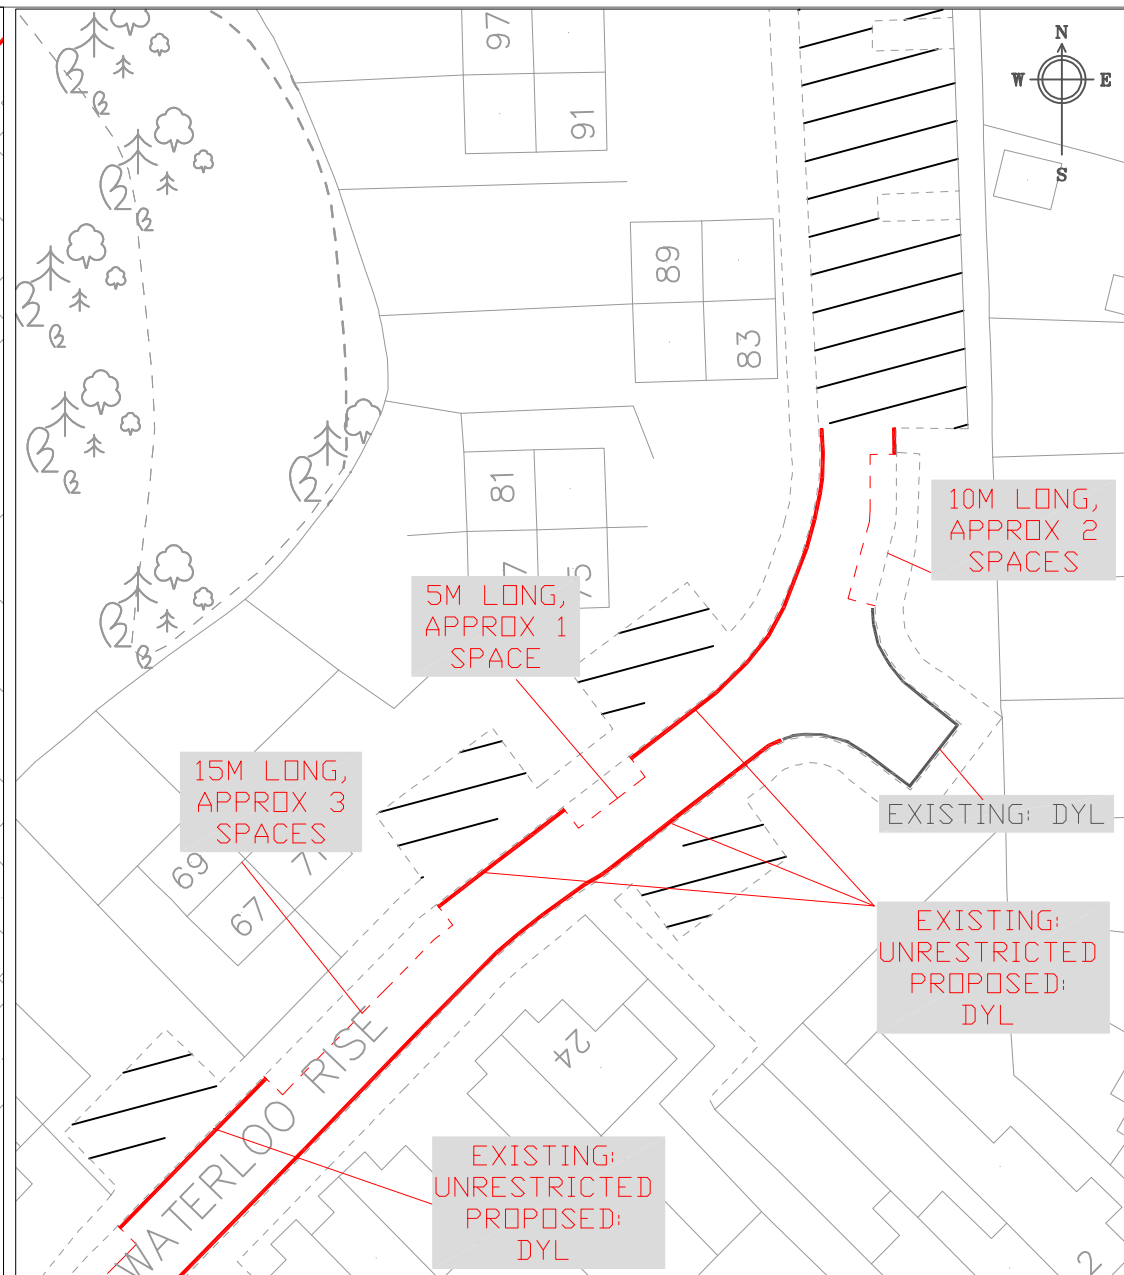 N
W
E
S
97
91
89
83
81
7
75
10M LONG,
APPROX 2
SPACES
5M LONG,
APPROX 1
SPACE
15M LONG,
APPROX 3
SPACES
69
71
67
EXISTING: DYL
EXISTING:
UNRESTRICTED
PROPOSED:
DYL
24
WATERLOO RISE
EXISTING:
UNRESTRICTED
PROPOSED:
DYL
2